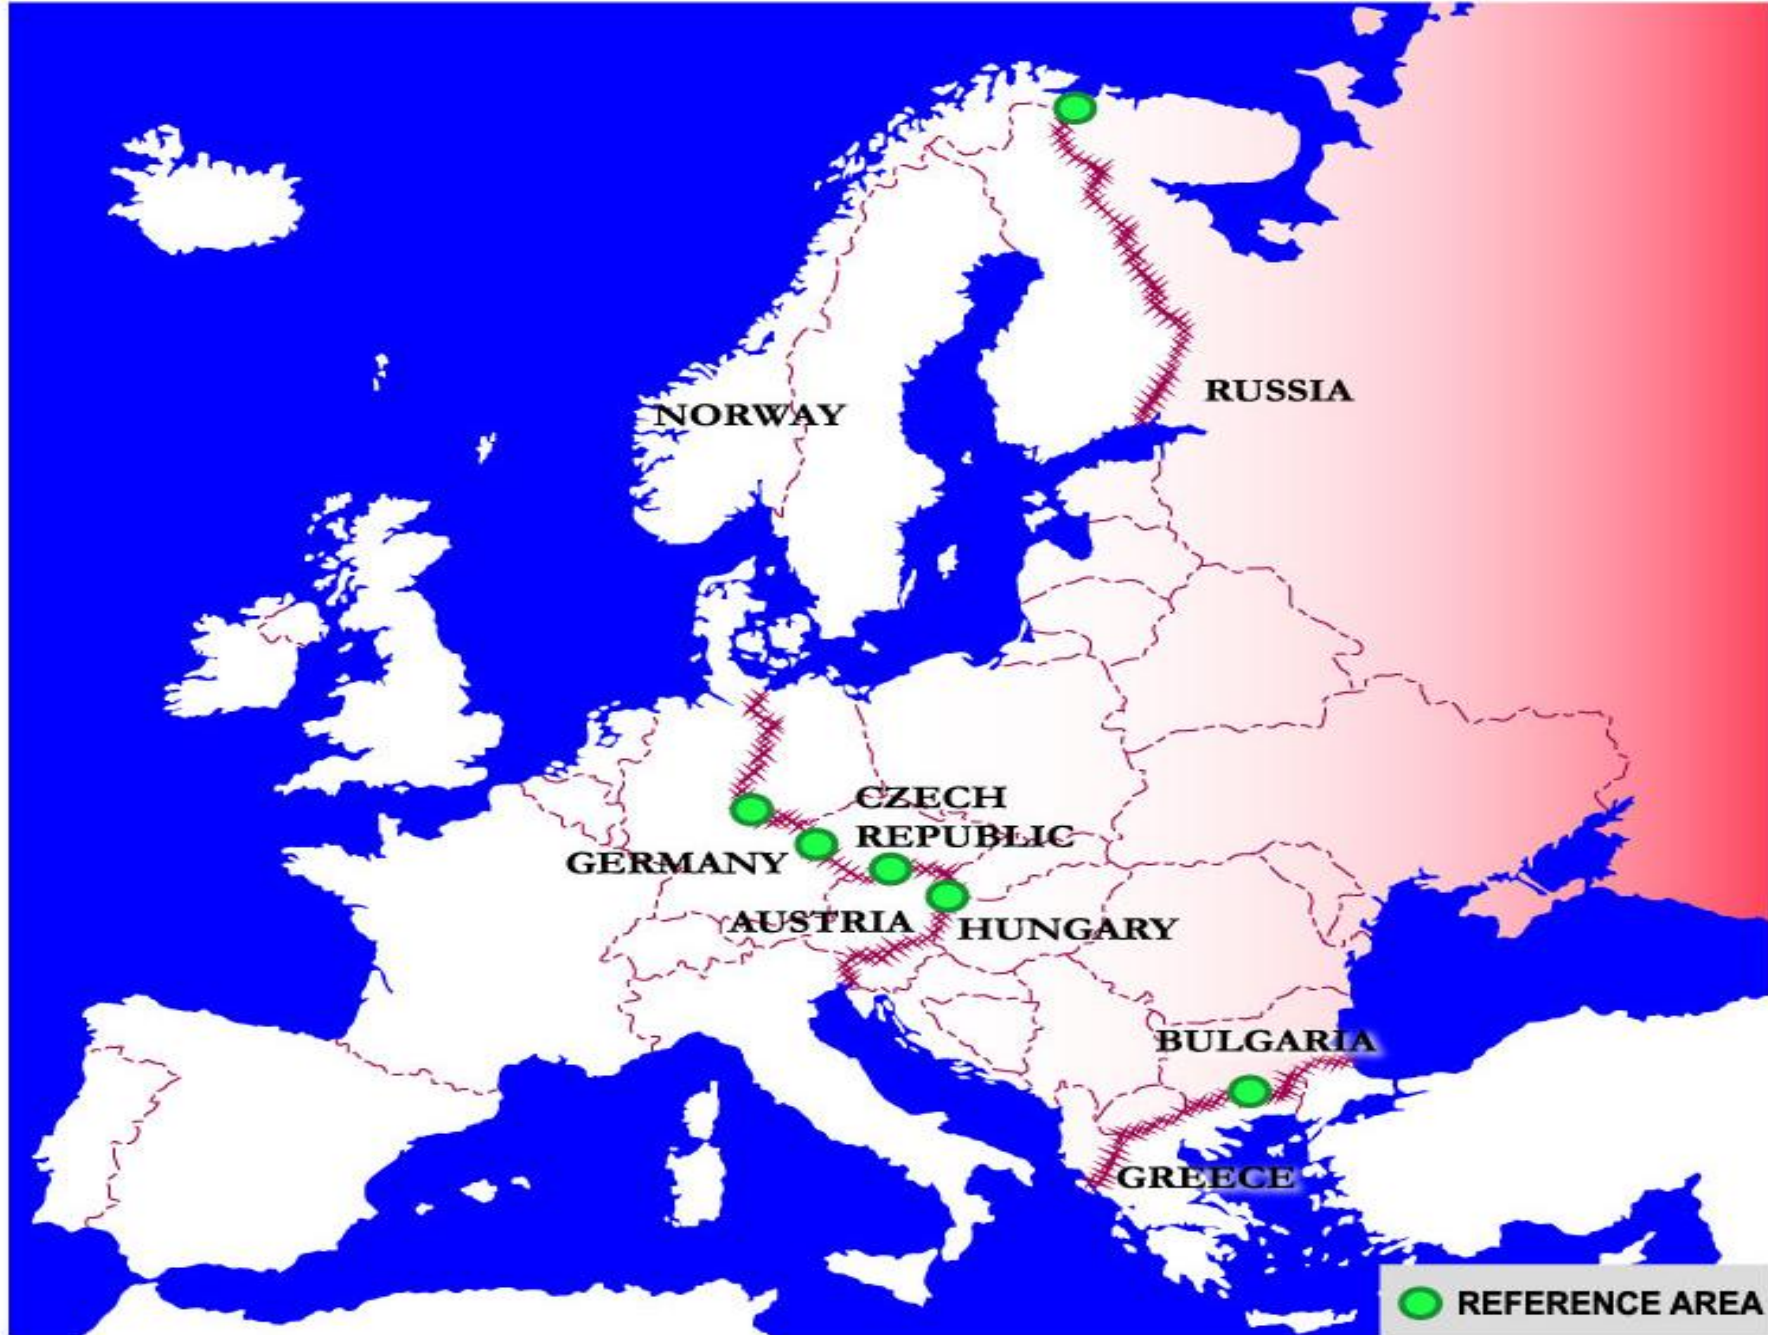 RUSSIA
NORWAY
CZECH
REPUBLIC
GERMANY
AUSTRIA
HUNGARY
BULGARIA
GREECE
REFERENCE AREA